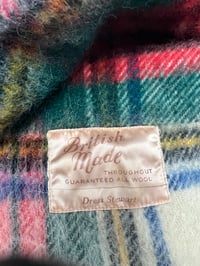 British
Made
THROUGHOUT
GUARANTEED ALL WOOL
Dress Stewart